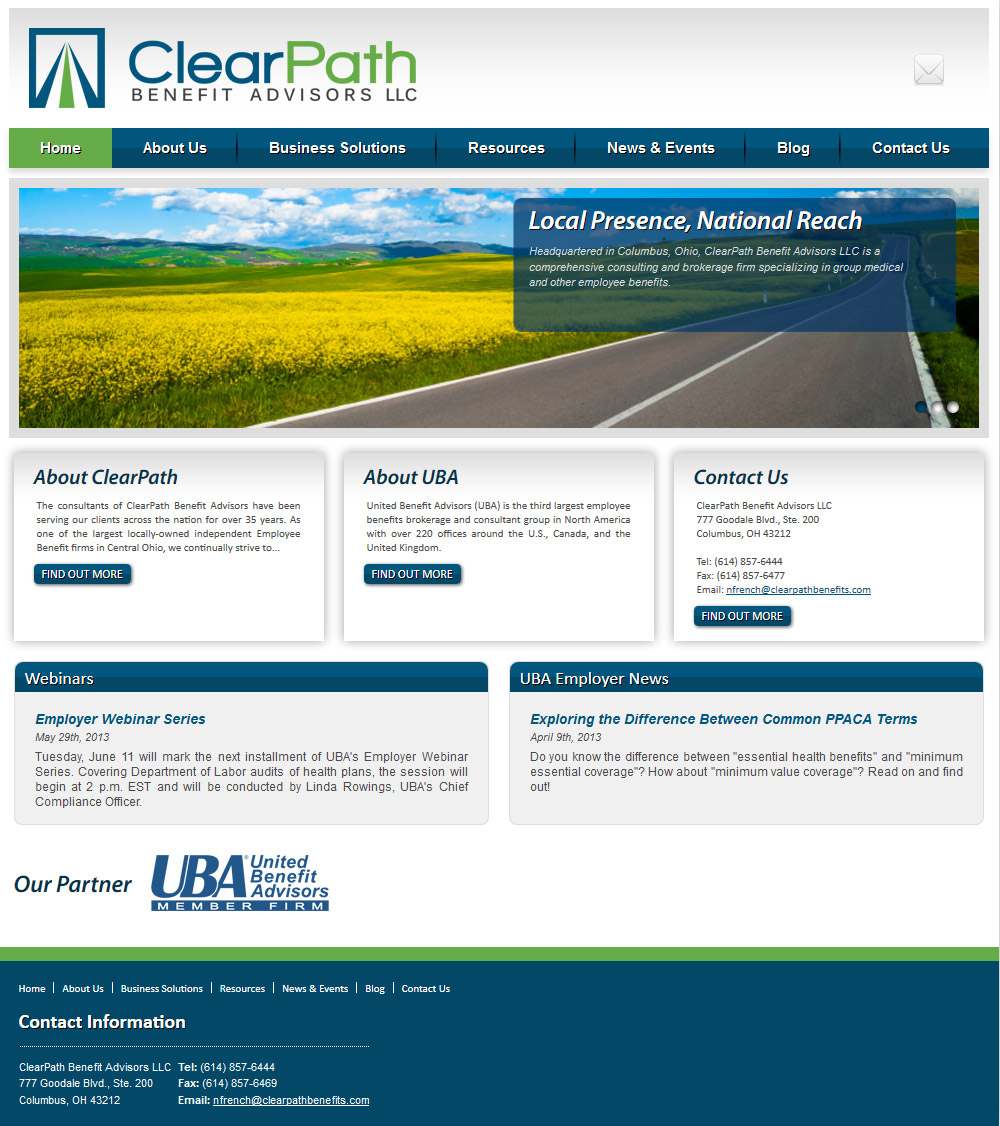 ClearPath
BENEFIT ADVISORS LLC
Home
About Us
Business Solutions
Resources
News & Events
Blog
Contact Us
Local Presence, National Reach
Headquartered in Columbus, Ohio, ClearPath Benefit Advisors LLC is a
comprehensive consulting and brokerage firm specializing in group medical
and other employee benefits.
About ClearPath
The consultants of ClearPath Benefit Advisors have been
serving our clients across the nation for over 35 years. As
one of the largest locally-owned independent Employee
Benefit firms in Central Ohio, we continually strive to...
FIND OUT MORE
About UBA
United Benefit Advisors (UBA) is the third largest employee
benefits brokerage and consultant group in North America
with over 220 offices around the U.S., Canada, and the
United Kingdom.
FIND OUT MORE
Contact Us
ClearPath Benefit Advisors LLC
777 Goodale Blvd., Ste. 200
Columbus, OH 43212
Tel: (614) 857-6444
Fax: (614) 857-6477
Email: nfrench@clearpathbenefits.com
FIND OUT MORE
Webinars
Employer Webinar Series
May 29th, 2013
Tuesday, June 11 will mark the next installment of UBA's Employer Webinar
Series. Covering Department of Labor audits of health plans, the session will
begin at 2 p.m. EST and will be conducted by Linda Rowings, UBA's Chief
Compliance Officer.
UBA Employer News
Exploring the Difference Between Common PPACA Terms
April 9th, 2013
Do you know the difference between "essential health benefits" and "minimum
essential coverage"? How about "minimum value coverage"? Read on and find
out!
Our Partner
UBA® United
Benefit
Advisors
MEMBER FIRM
Home | About Us | Business Solutions | Resources | News & Events | Blog | Contact Us
Contact Information
ClearPath Benefit Advisors LLC Tel: (614) 857-6444
777 Goodale Blvd., Ste. 200 Fax: (614) 857-6469
Columbus, OH 43212 Email: nfrench@clearpathbenefits.com